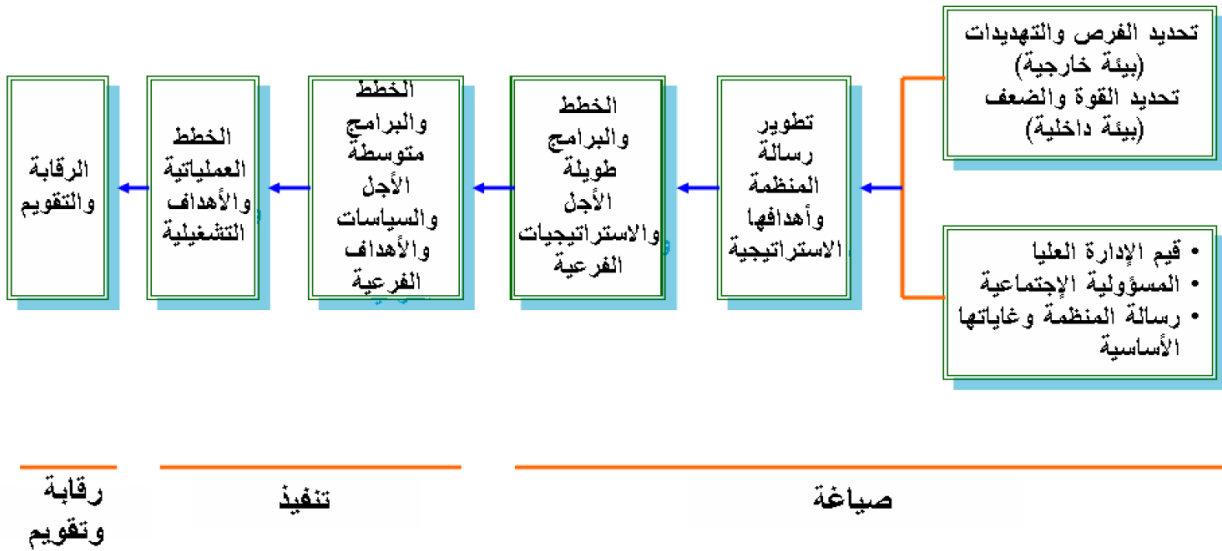 تحديد الفرص والتهديدات
(بيئة خارجية)
تحديد القوة والضعف
(بيئة داخلية)
• قيم الإدارة العليا
• المسؤولية الإجتماعية
• رسالة المنظمة وغاياتها
الأساسية
تطوير
رسالة
المنظمة
وأهدافها
الاستراتيجية
الخطط
والبرامج
طويلة
الأجل
والاستراتيجيات
الفرعية
الخطط
والبرامج
متوسطة
الأجل
والسياسات
والأهداف
الفرعية
الخطط
العملياتية
والأهداف
التشغيلية
الرقابة
والتقويم
صياغة
تنفيذ
رقابة
وتقويم